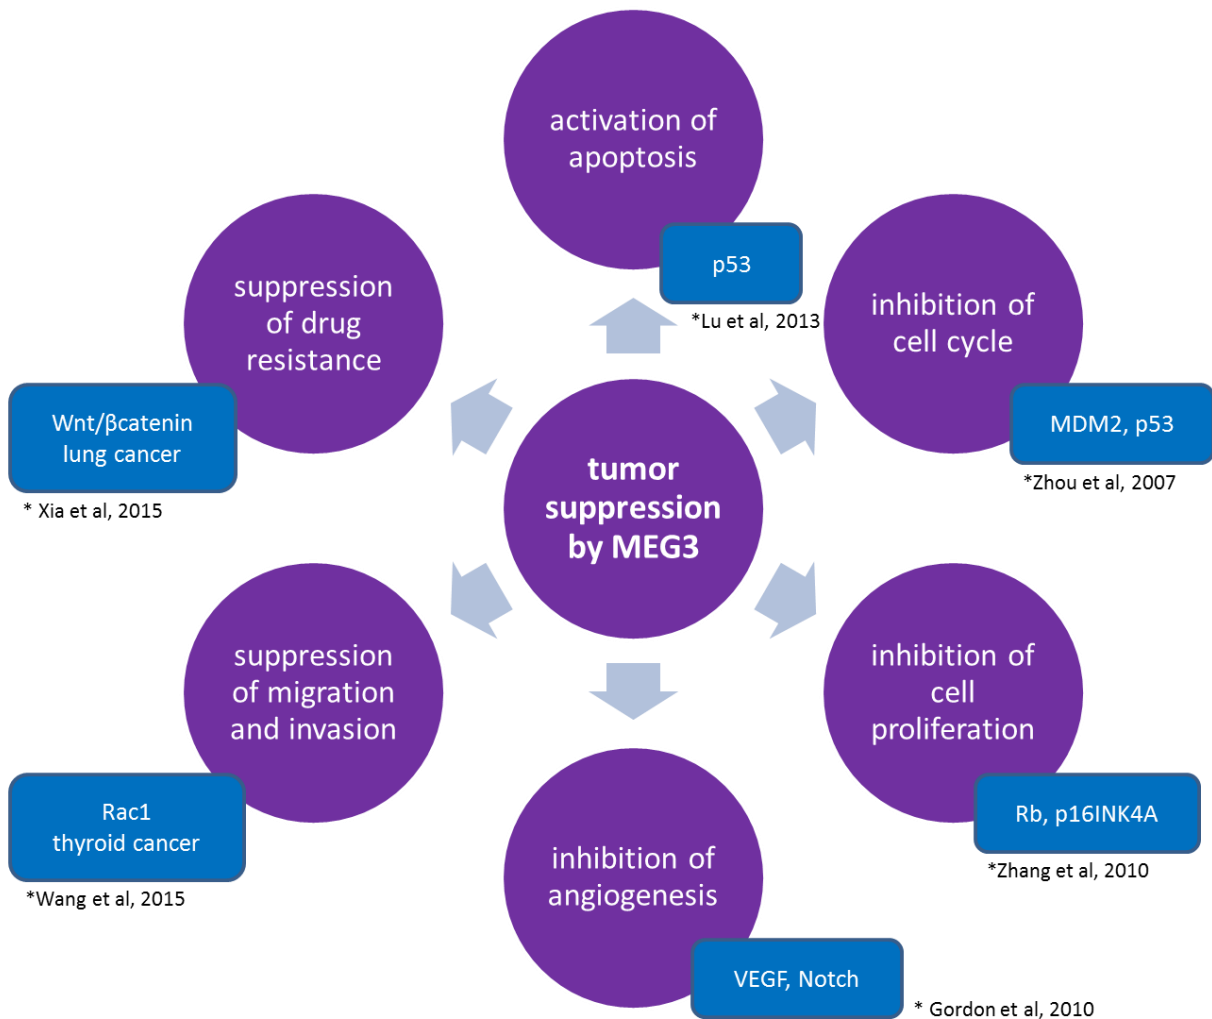 activation of
apoptosis
p53
*Lu et al, 2013
inhibition of
cell cycle
MDM2, p53
*Zhou et al, 2007
inhibition of
cell
proliferation
Rb, p16INK4A
*Zhang et al, 2010
inhibition of
angiogenesis
VEGF, Notch
* Gordon et al, 2010
suppression
of migration
and invasion
Rac1
thyroid cancer
*Wang et al, 2015
suppression
of drug
resistance
Wnt/βcatenin
lung cancer
* Xia et al, 2015
tumor
suppression
by MEG3